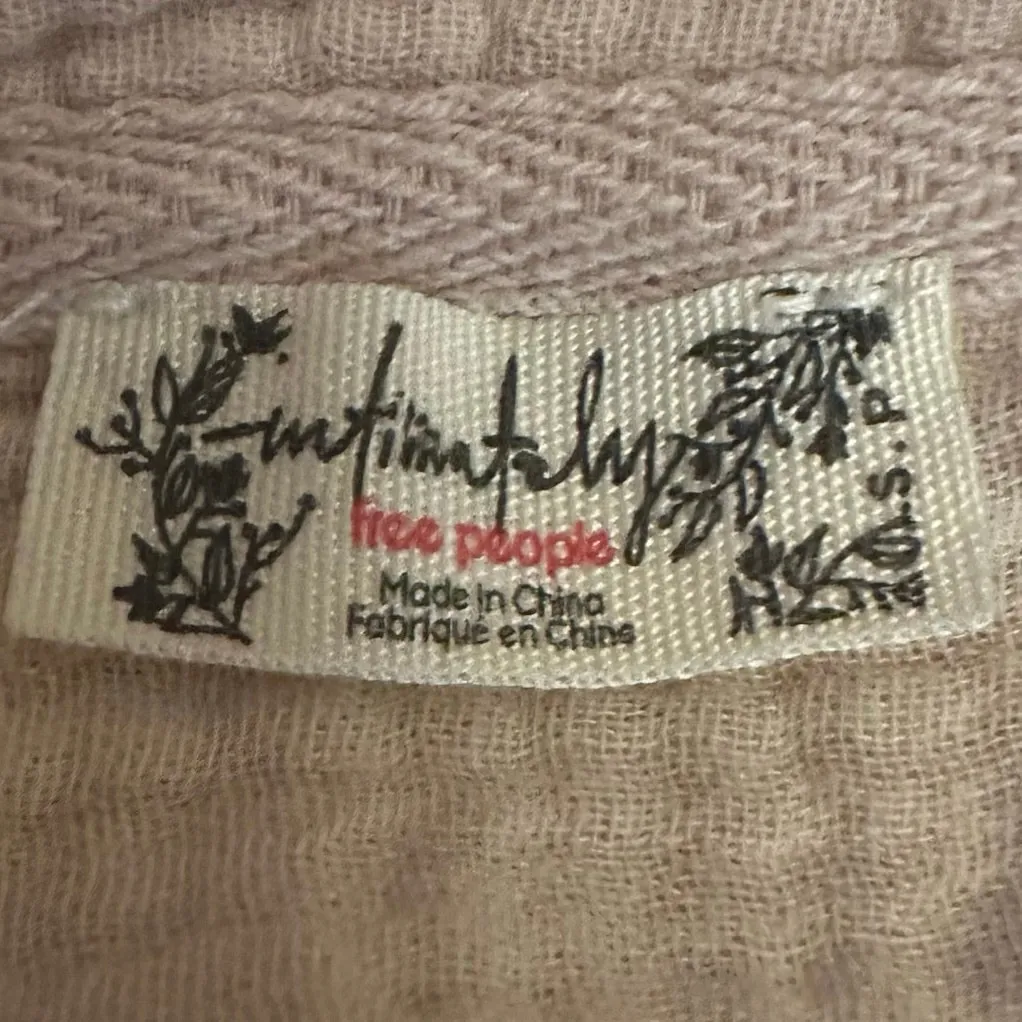 intimately
free people
Made in China
Fabriqué en Chine
S.P